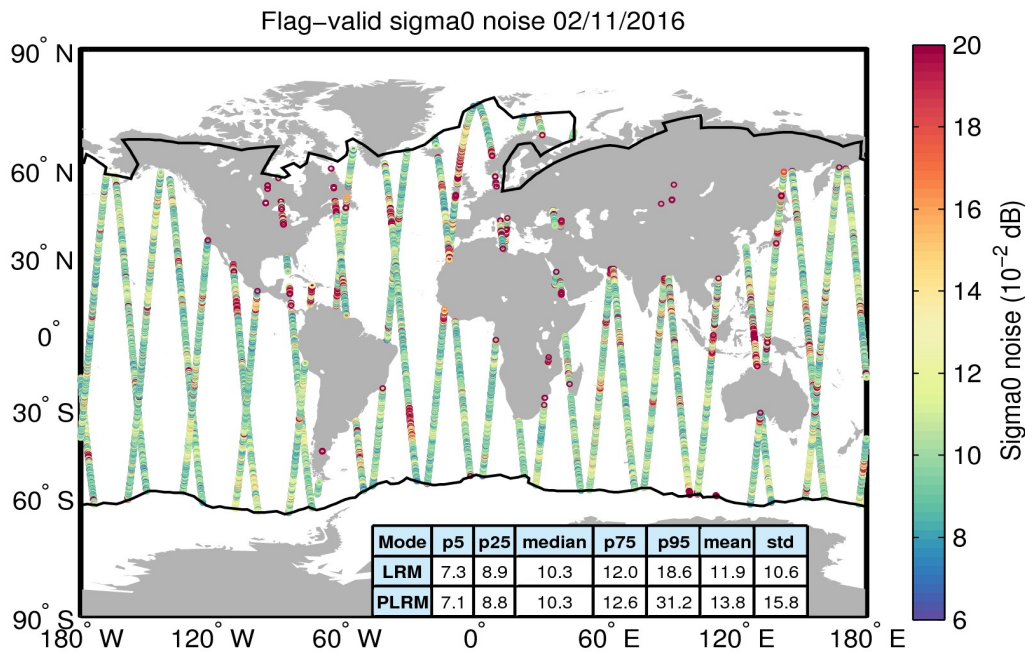 Flag−valid sigma0 noise 02/11/2016
90° N
60° N
30° N
0°
30° S
60° S
90° S
180° W 120° W 60° W 0° 60° E 120° E 180° E
Mode p5 p25 median p75 p95 mean std
LRM 7.3 8.9 10.3 12.0 18.6 11.9 10.6
PLRM 7.1 8.8 10.3 12.6 31.2 13.8 15.8
20
18
16
14
12
10
8
6
Sigma0 noise (10⁻² dB)